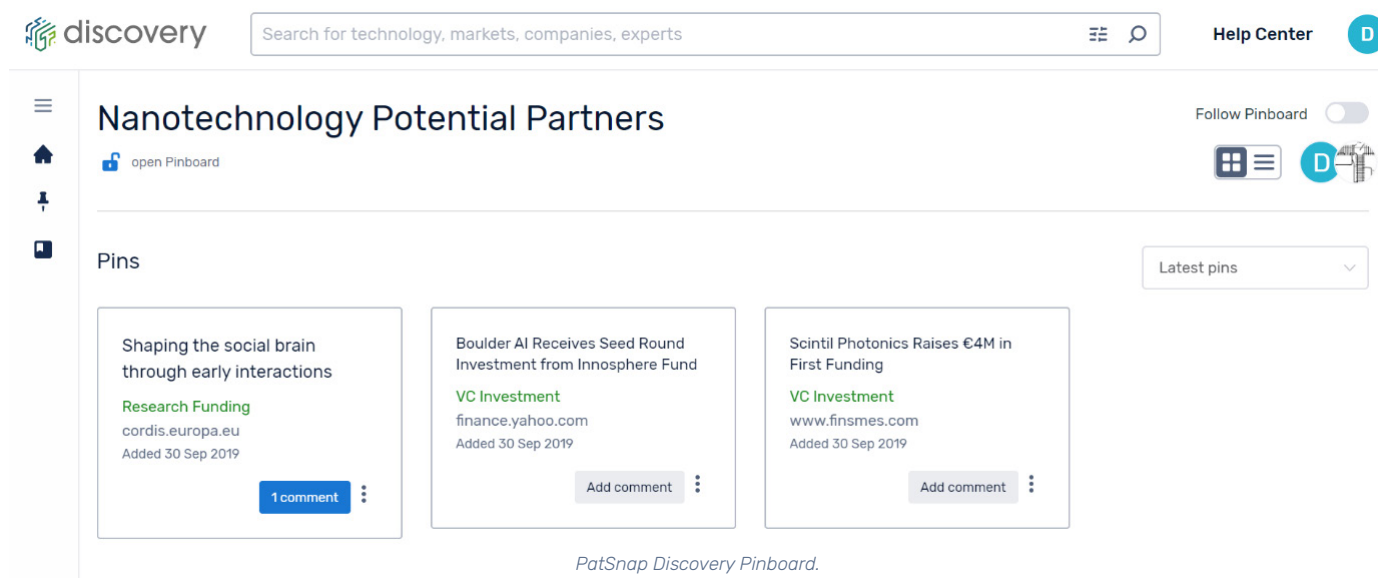 discovery
Search for technology, markets, companies, experts
Help Center
D
Nanotechnology Potential Partners
Follow Pinboard
open Pinboard
D
Pins
Latest pins
Shaping the social brain
through early interactions
Research Funding
cordis.europa.eu
Added 30 Sep 2019
1 comment
Boulder AI Receives Seed Round
Investment from Innosphere Fund
VC Investment
finance.yahoo.com
Added 30 Sep 2019
Add comment
Scintil Photonics Raises €4M in
First Funding
VC Investment
www.finsmes.com
Added 30 Sep 2019
Add comment
PatSnap Discovery Pinboard.